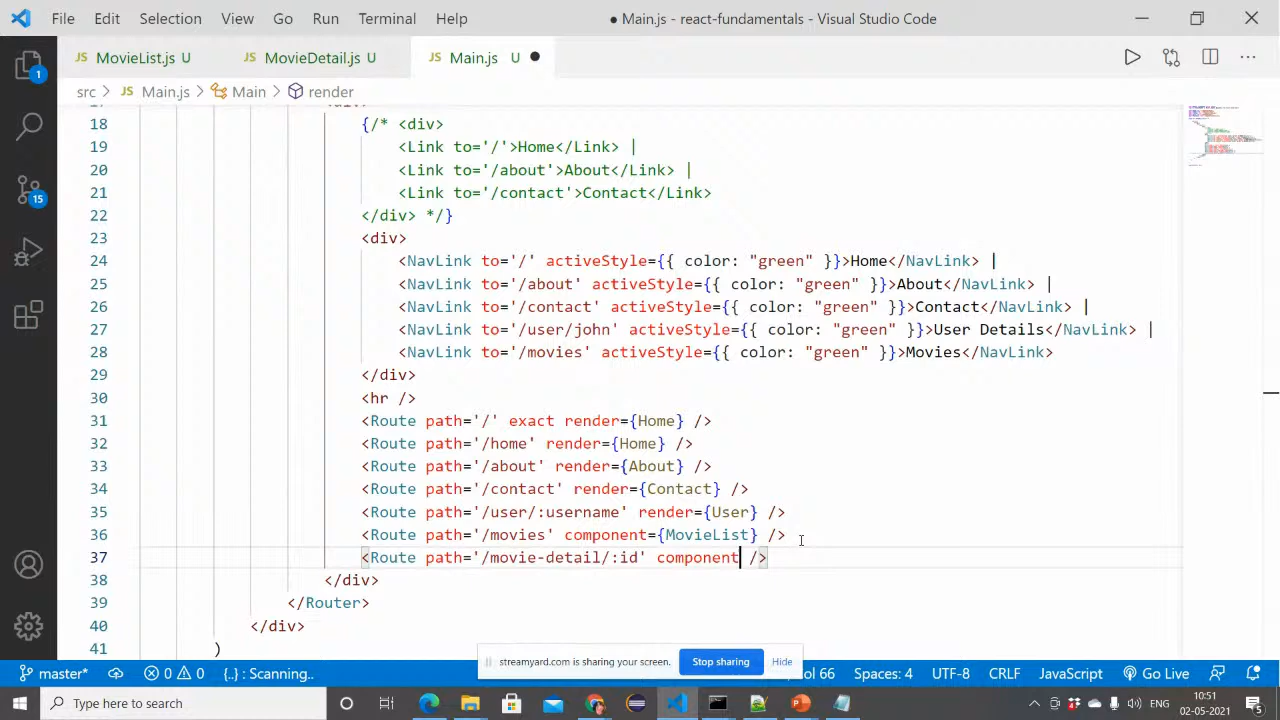 File Edit Selection View Go Run Terminal Help ● Main.js - react-fundamentals - Visual Studio Code
JS MovieList.js U JS MovieDetail.js U JS Main.js U
src > JS Main.js > Main > render
18 {/* <div>
19 <Link to='/'>Home</Link> |
20 <Link to='/about'>About</Link> |
21 <Link to='/contact'>Contact</Link>
22 </div> */}
23 <div>
24 <NavLink to='/' activeStyle={{ color: "green" }}>Home</NavLink> |
25 <NavLink to='/about' activeStyle={{ color: "green" }}>About</NavLink> |
26 <NavLink to='/contact' activeStyle={{ color: "green" }}>Contact</NavLink> |
27 <NavLink to='/user/john' activeStyle={{ color: "green" }}>User Details</NavLink> |
28 <NavLink to='/movies' activeStyle={{ color: "green" }}>Movies</NavLink>
29 </div>
30 <hr />
31 <Route path='/' exact render={Home} />
32 <Route path='/home' render={Home} />
33 <Route path='/about' render={About} />
34 <Route path='/contact' render={Contact} />
35 <Route path='/user/:username' render={User} />
36 <Route path='/movies' component={MovieList} />
37 <Route path='/movie-detail/:id' component />
38 </div>
39 </Router>
40 </div>
41 )
1
15
streamyard.com is sharing your screen. Stop sharing Hide
master* 0 0 {..} : Scanning.. Col 66 Spaces: 4 UTF-8 CRLF JavaScript Go Live
Type here to search ENG 10:51
02-05-2021